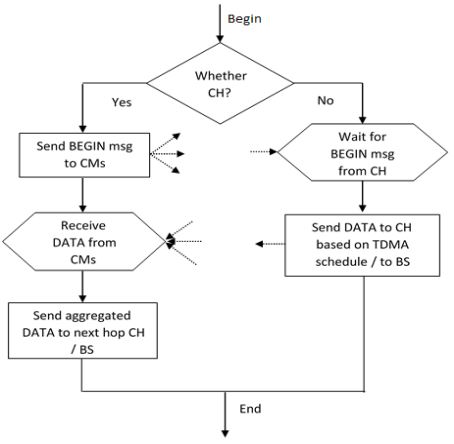 Begin
Whether
CH?
Yes
No
Send BEGIN msg
to CMs
Wait for
BEGIN msg
from CH
Receive
DATA from
CMs
Send DATA to CH
based on TDMA
schedule / to BS
Send aggregated
DATA to next hop CH
/ BS
End